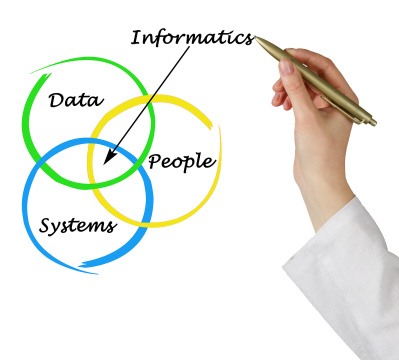 Informatics
Data
People
Systems